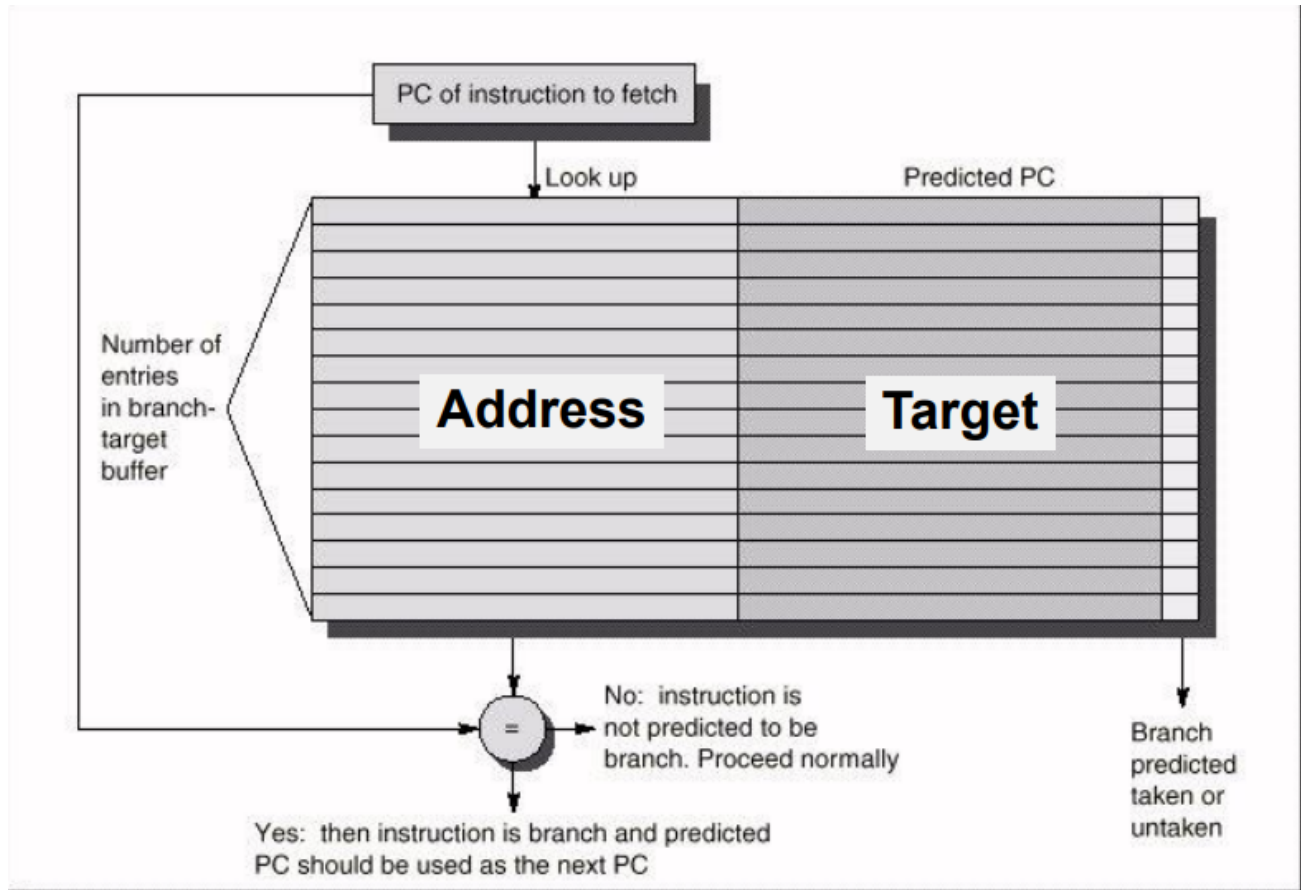 PC of instruction to fetch
Look up
Predicted PC
Number of
entries
in branch-
target
buffer
Address
Target
=
No: instruction is
not predicted to be
branch. Proceed normally
Branch
predicted
taken or
untaken
Yes: then instruction is branch and predicted
PC should be used as the next PC